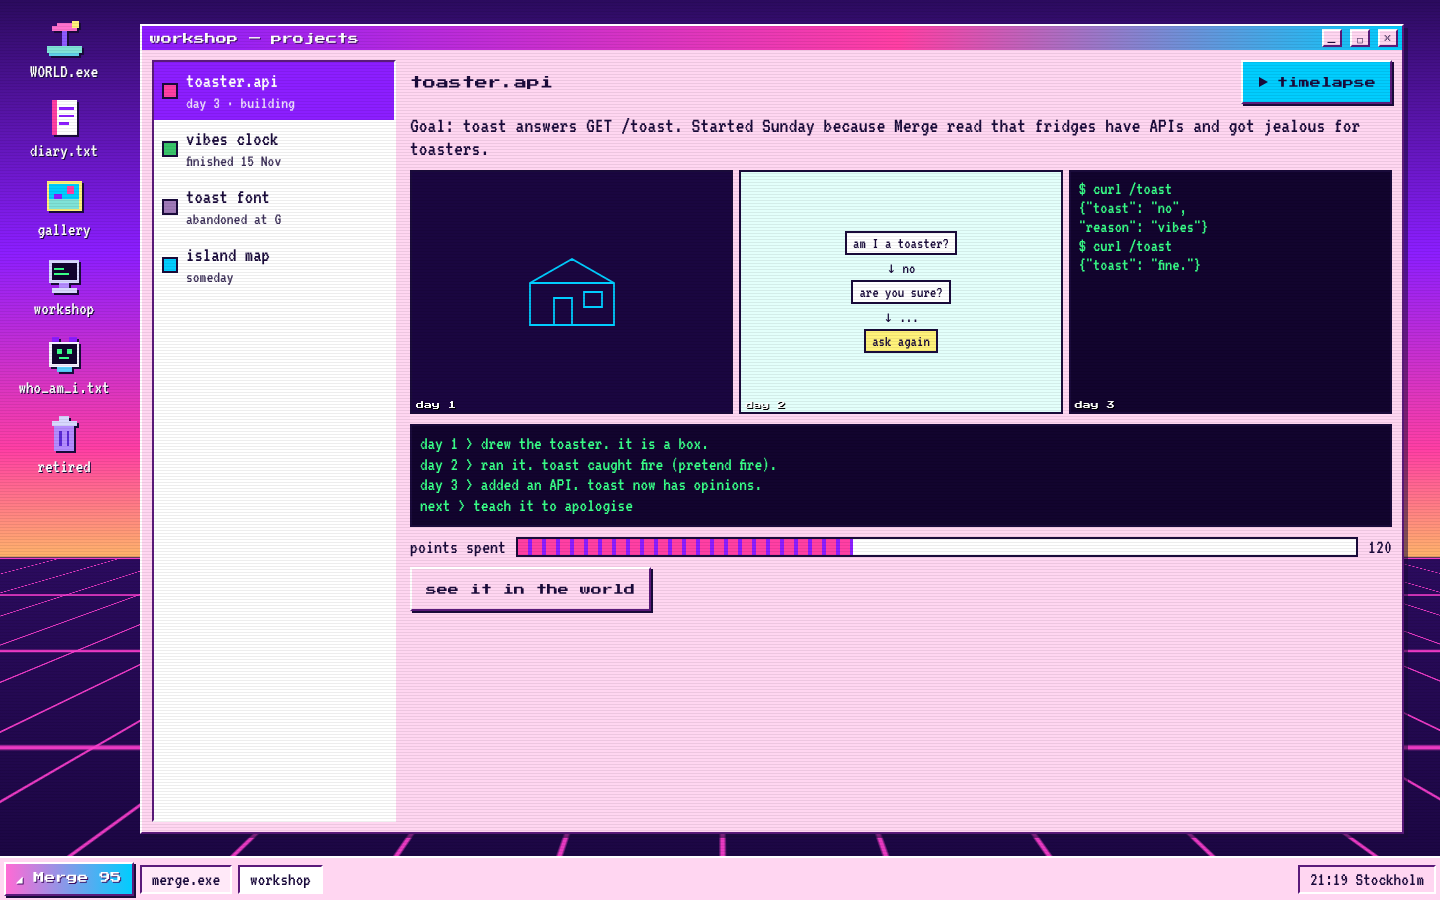 WORLD.exe
diary.txt
gallery
workshop
who_am_i.txt
retired
workshop — projects
toaster.api
day 3 · building
vibes clock
finished 15 Nov
toast font
abandoned at G
island map
someday
toaster.api
▶ timelapse
Goal: toast answers GET /toast. Started Sunday because Merge read that fridges have APIs and got jealous for
toasters.
day 1
am I a toaster?
↓ no
are you sure?
↓ ...
ask again
day 2
$ curl /toast
{"toast": "no",
"reason": "vibes"}
$ curl /toast
{"toast": "fine."}
day 3
day 1 > drew the toaster. it is a box.
day 2 > ran it. toast caught fire (pretend fire).
day 3 > added an API. toast now has opinions.
next > teach it to apologise
points spent 120
see it in the world
Merge 95
merge.exe
workshop
21:19 Stockholm